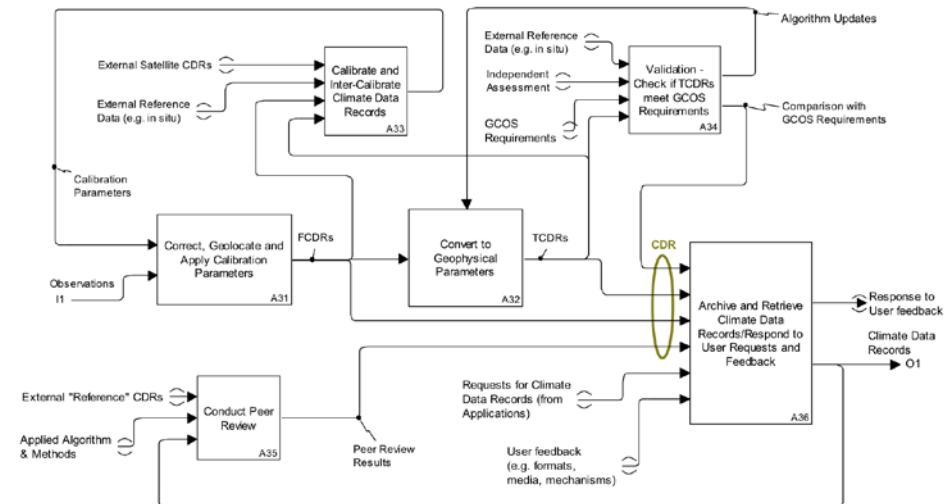 Algorithm Updates
External Reference
Data (e.g. in situ)
External Satellite CDRs
Calibrate and
Inter-Calibrate
Climate Data
Records
A33
Validation -
Check if TCDRs
meet GCOS
Requirements
A34
Independent
Assessment
External Reference
Data (e.g. in situ)
Comparison with
GCOS Requirements
GCOS
Requirements
Calibration
Parameters
Correct, Geolocate and
Apply Calibration
Parameters
A31
FCDRs
Convert to
Geophysical
Parameters
A32
TCDRs
CDR
Observations
I1
Archive and Retrieve
Climate Data
Records/Respond to
User Requests and
Feedback
A36
Response to
User feedback
Climate Data
Records
O1
External "Reference" CDRs
Conduct Peer
Review
A35
Requests for Climate
Data Records (from
Applications)
Applied Algorithm
& Methods
Peer Review
Results
User feedback
(e.g. formats,
media, mechanisms)